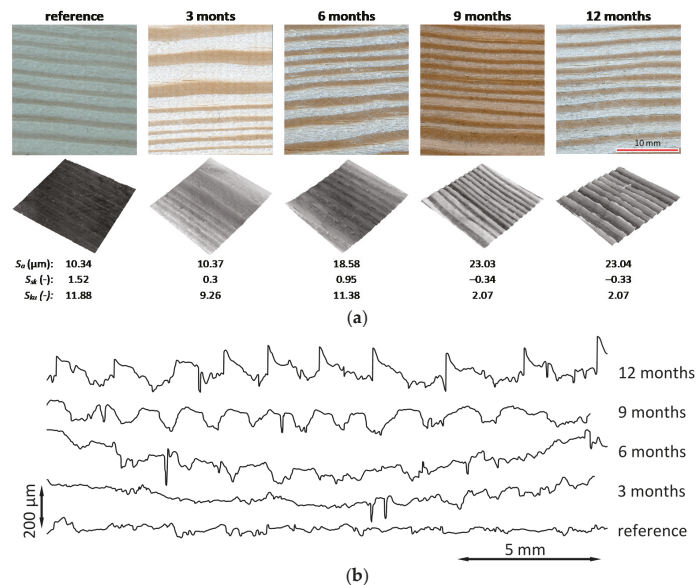 reference 3 monts 6 months 9 months 12 months
10 mm
Sa (µm): 10.34 10.37 18.58 23.03 23.04
Ssk (-): 1.52 0.3 0.95 −0.34 −0.33
Sku (-): 11.88 9.26 11.38 2.07 2.07
(a)
12 months
9 months
6 months
3 months
200 µm
reference
5 mm
(b)